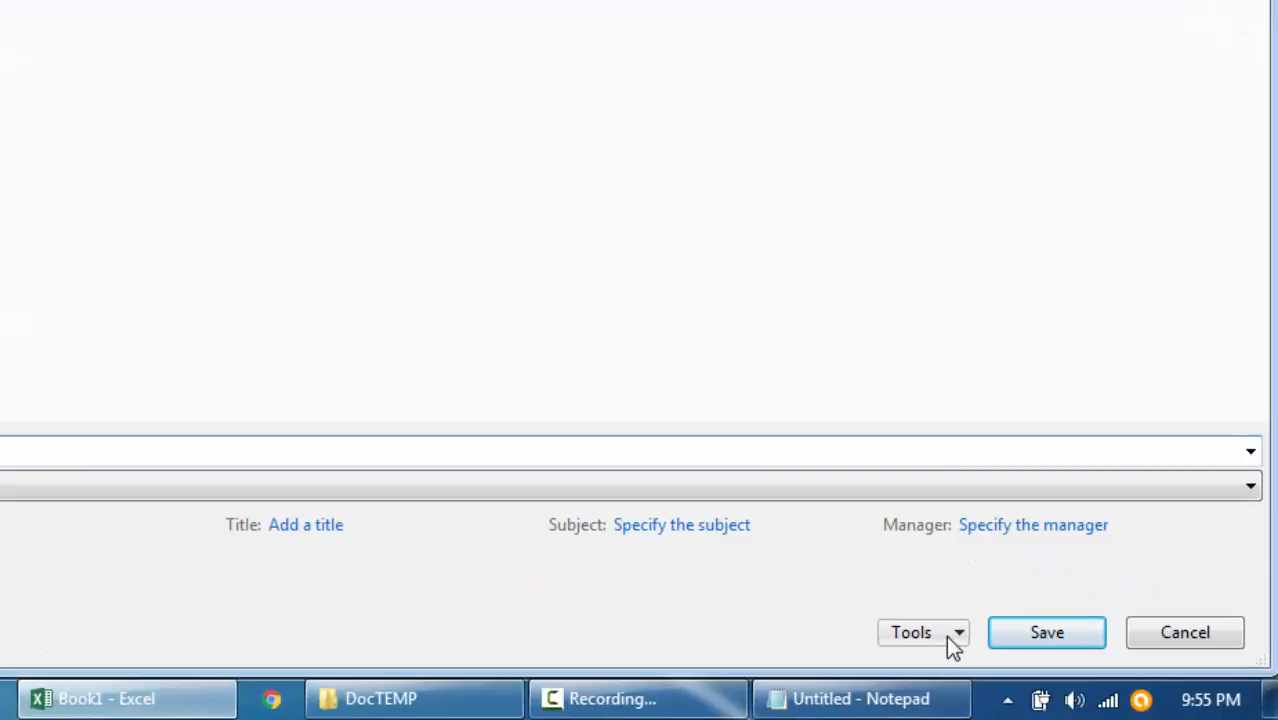 Title: Add a title Subject: Specify the subject Manager: Specify the manager
Tools Save Cancel
Book1 - Excel DocTEMP Recording... Untitled - Notepad 9:55 PM